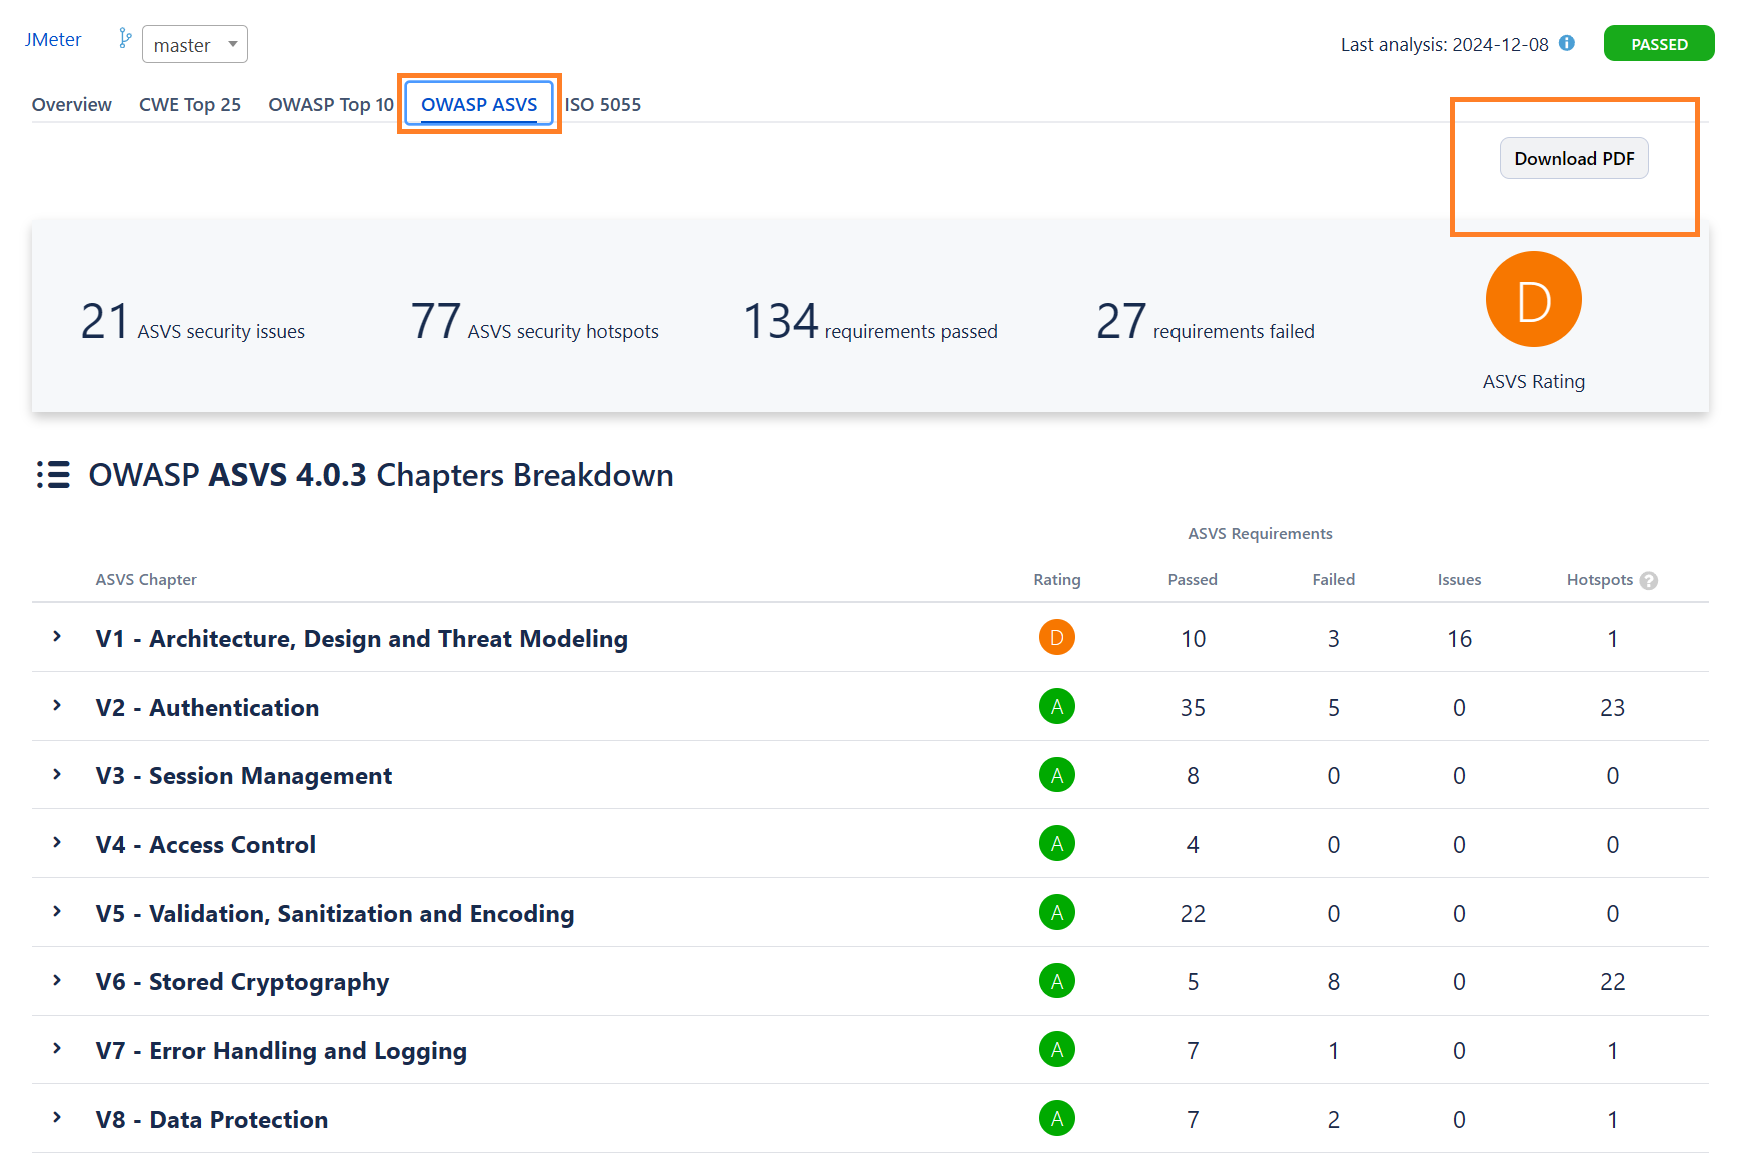 JMeter master Last analysis: 2024-12-08 PASSED
Overview CWE Top 25 OWASP Top 10 OWASP ASVS ISO 5055
Download PDF
21 ASVS security issues 77 ASVS security hotspots 134 requirements passed 27 requirements failed D
ASVS Rating
OWASP ASVS 4.0.3 Chapters Breakdown
ASVS Requirements
ASVS Chapter Rating Passed Failed Issues Hotspots ?
V1 - Architecture, Design and Threat Modeling D 10 3 16 1
V2 - Authentication A 35 5 0 23
V3 - Session Management A 8 0 0 0
V4 - Access Control A 4 0 0 0
V5 - Validation, Sanitization and Encoding A 22 0 0 0
V6 - Stored Cryptography A 5 8 0 22
V7 - Error Handling and Logging A 7 1 0 1
V8 - Data Protection A 7 2 0 1